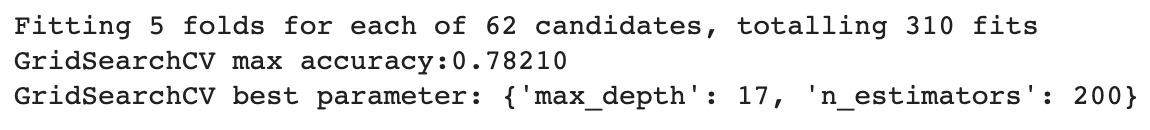 Fitting 5 folds for each of 62 candidates, totalling 310 fits
GridSearchCV max accuracy:0.78210
GridSearchCV best parameter: {'max_depth': 17, 'n_estimators': 200}